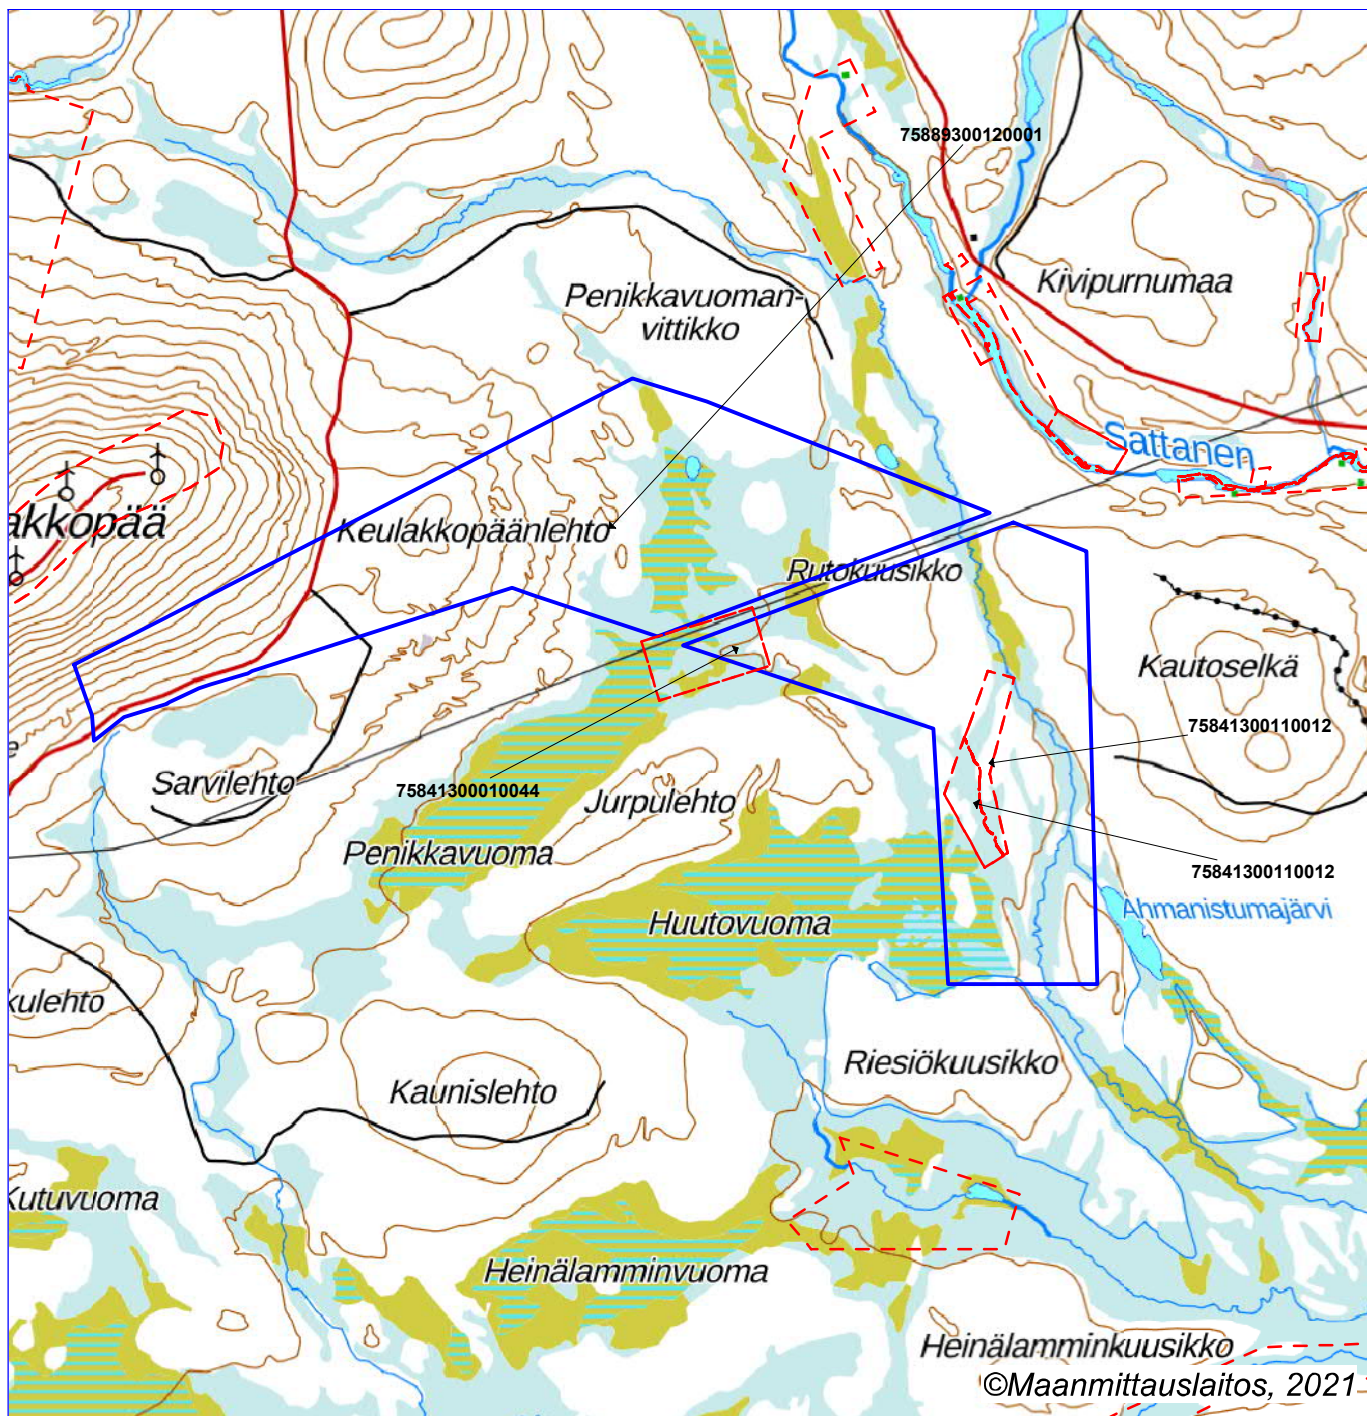 75889300120001
Kivipurnumaa
Penikkavuoman-
vittikko
Sattanen
akkopää
Keulakkopäänlehto
Rutokuusikko
Kautoselkä
75841300110012
Sarvilehto
75841300010044
Jurpulehto
Penikkavuoma
75841300110012
Ahmanistumajärvi
Huutovuoma
kulehto
Riesiökuusikko
Kaunislehto
Kutuvuoma
Heinälamminvuoma
Heinälamminkuusikko
©Maanmittauslaitos, 2021